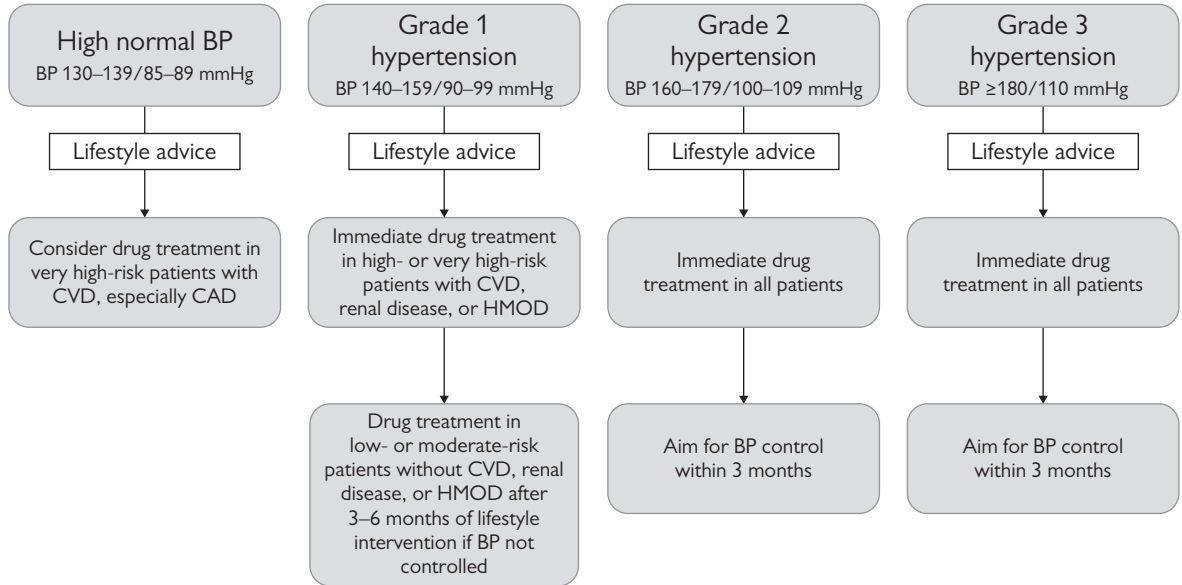 High normal BP
BP 130–139/85–89 mmHg
Lifestyle advice
Consider drug treatment in
very high-risk patients with
CVD, especially CAD
Grade 1
hypertension
BP 140–159/90–99 mmHg
Lifestyle advice
Immediate drug treatment
in high- or very high-risk
patients with CVD,
renal disease, or HMOD
Drug treatment in
low- or moderate-risk
patients without CVD, renal
disease, or HMOD after
3–6 months of lifestyle
intervention if BP not
controlled
Grade 2
hypertension
BP 160–179/100–109 mmHg
Lifestyle advice
Immediate drug
treatment in all patients
Aim for BP control
within 3 months
Grade 3
hypertension
BP ≥180/110 mmHg
Lifestyle advice
Immediate drug
treatment in all patients
Aim for BP control
within 3 months